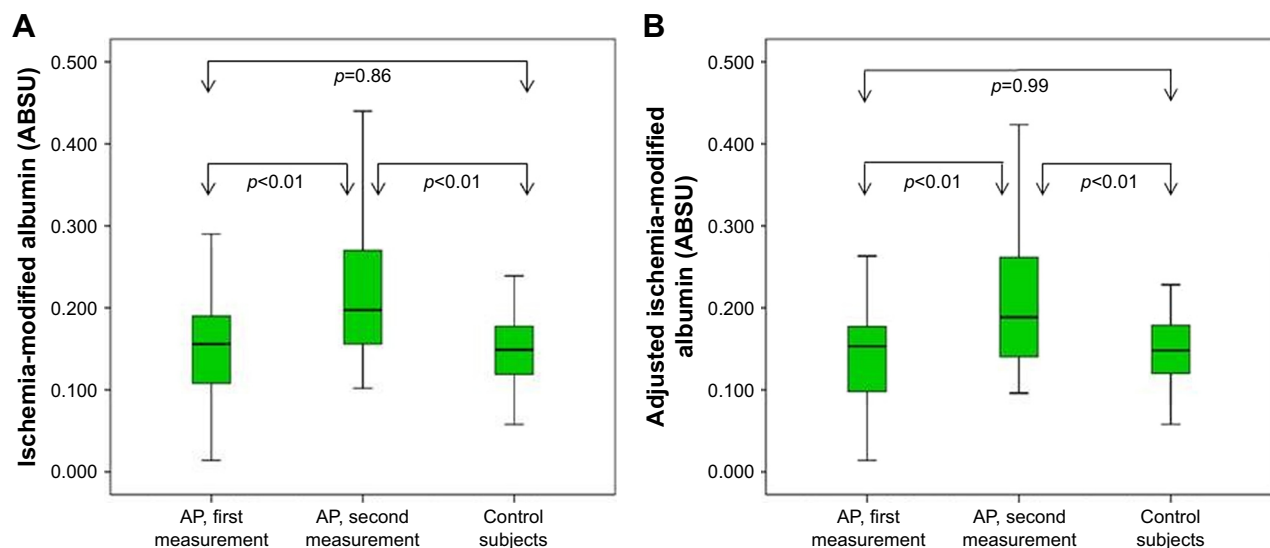 A
Ischemia-modified albumin (ABSU)
0.500
0.400
0.300
0.200
0.100
0.000
p=0.86
p<0.01
p<0.01
AP, first
measurement
AP, second
measurement
Control
subjects
B
Adjusted ischemia-modified
albumin (ABSU)
0.500
0.400
0.300
0.200
0.100
0.000
p=0.99
p<0.01
p<0.01
AP, first
measurement
AP, second
measurement
Control
subjects